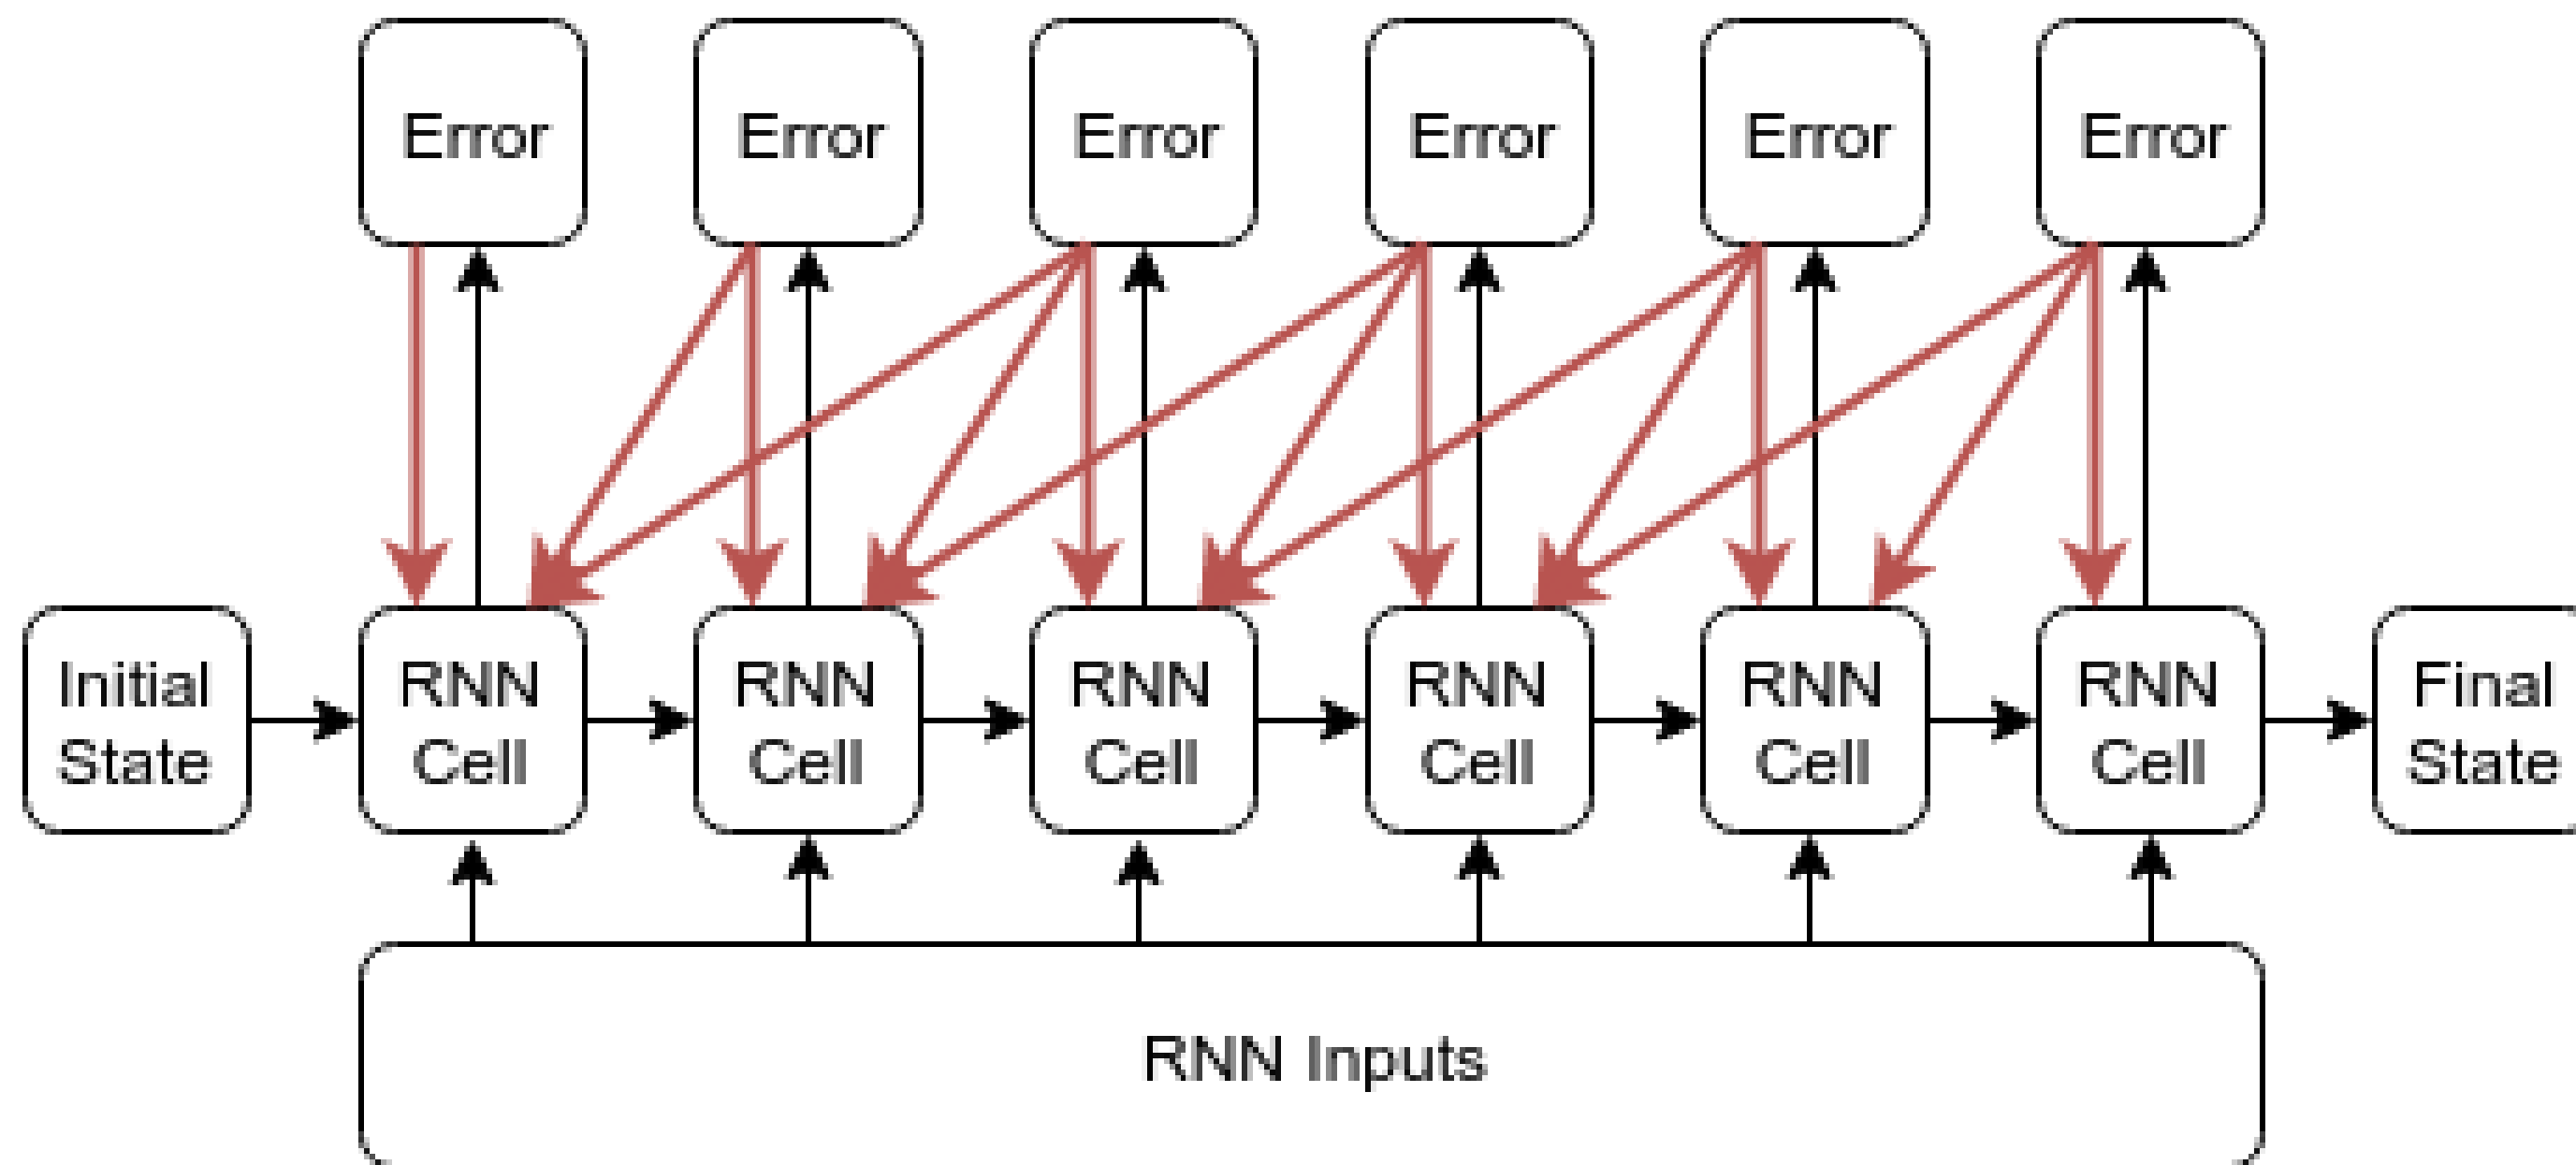 Error
Error
Error
Error
Error
Error
Initial
State
RNN
Cell
RNN
Cell
RNN
Cell
RNN
Cell
RNN
Cell
RNN
Cell
Final
State
RNN Inputs